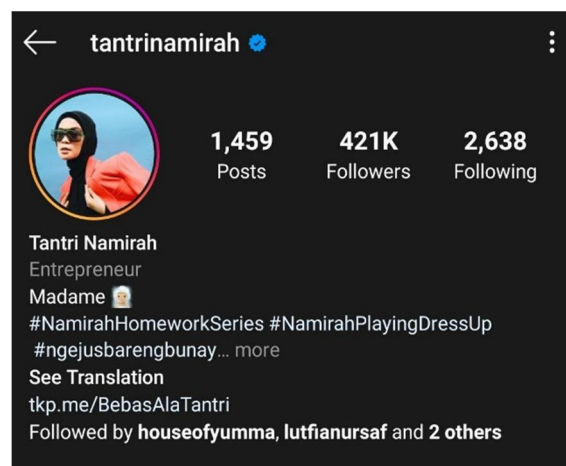 tantrinamirah
1,459 421K 2,638
Posts Followers Following
Tantri Namirah
Entrepreneur
Madame
#NamirahHomeworkSeries #NamirahPlayingDressUp
#ngejusbarengbunay... more
See Translation
tkp.me/BebasAlaTantri
Followed by houseofyumma, lutfianursaf and 2 others